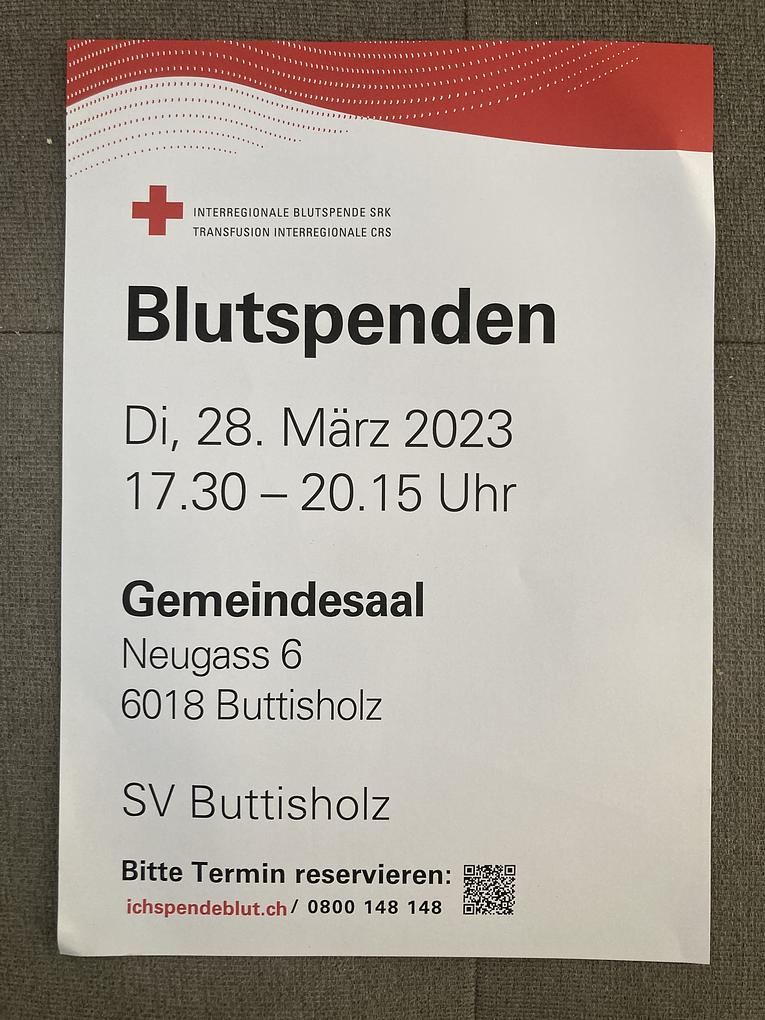 INTERREGIONALE BLUTSPENDE SRK
TRANSFUSION INTERREGIONALE CRS
Blutspenden
Di, 28. März 2023
17.30 – 20.15 Uhr
Gemeindesaal
Neugass 6
6018 Buttisholz
SV Buttisholz
Bitte Termin reservieren:
ichspendeblut.ch / 0800 148 148